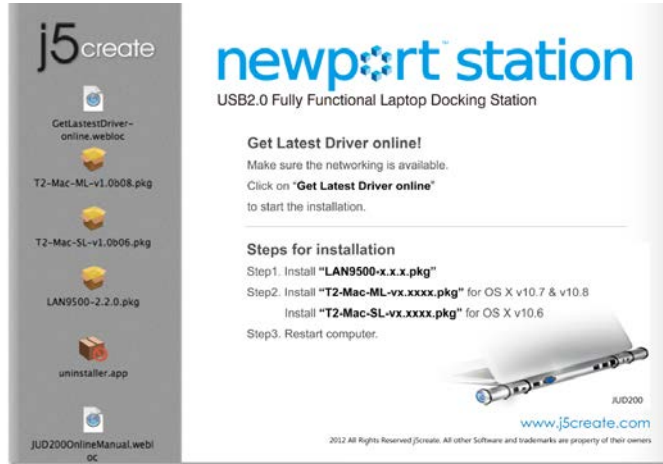 j5create
GetLastestDriver-
online.webloc
T2-Mac-ML-v1.0b08.pkg
T2-Mac-SL-v1.0b06.pkg
LAN9500-2.2.0.pkg
uninstaller.app
JUD200OnlineManual.webl
oc
newport station™
USB2.0 Fully Functional Laptop Docking Station
Get Latest Driver online!
Make sure the networking is available.
Click on “Get Latest Driver online”
to start the installation.
Steps for installation
Step1. Install “LAN9500-x.x.x.pkg”
Step2. Install “T2-Mac-ML-vx.xxxx.pkg” for OS X v10.7 & v10.8
Install “T2-Mac-SL-vx.xxxx.pkg” for OS X v10.6
Step3. Restart computer.
JUD200
www.j5create.com
2012 All Rights Reserved j5create. All other Software and trademarks are property of their owners